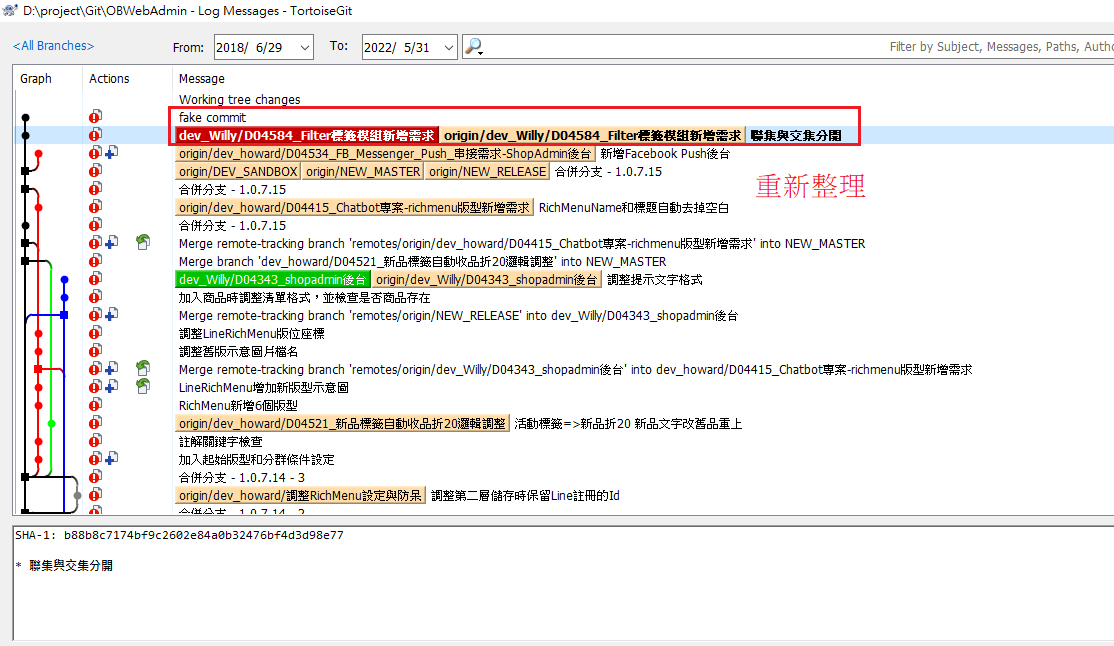 D:\project\Git\OBWebAdmin - Log Messages - TortoiseGit
<All Branches> From: 2018/ 6/29 To: 2022/ 5/31 Filter by Subject, Messages, Paths, Autho
Graph Actions Message
Working tree changes
fake commit
dev_Willy/D04584_Filter標籤模組新增需求 origin/dev_Willy/D04584_Filter標籤模組新增需求 聯集與交集分開
origin/dev_howard/D04534_FB_Messenger_Push_串接需求-ShopAdmin後台 新增Facebook Push後台
origin/DEV_SANDBOX origin/NEW_MASTER origin/NEW_RELEASE 合併分支 - 1.0.7.15
重新整理
合併分支 - 1.0.7.15
origin/dev_howard/D04415_Chatbot專案-richmenu版型新增需求 RichMenuName和標題自動去掉空白
合併分支 - 1.0.7.15
Merge remote-tracking branch 'remotes/origin/dev_howard/D04415_Chatbot專案-richmenu版型新增需求' into NEW_MASTER
Merge branch 'dev_howard/D04521_新品標籤自動收品折20邏輯調整' into NEW_MASTER
dev_Willy/D04343_shopadmin後台 origin/dev_Willy/D04343_shopadmin後台 調整提示文字格式
加入商品時調整清單格式，並檢查是否商品存在
Merge remote-tracking branch 'remotes/origin/NEW_RELEASE' into dev_Willy/D04343_shopadmin後台
調整LineRichMenu版位座標
調整舊版示意圖片檔名
Merge remote-tracking branch 'remotes/origin/dev_Willy/D04343_shopadmin後台' into dev_howard/D04415_Chatbot專案-richmenu版型新增需求
LineRichMenu增加新版型示意圖
RichMenu新增6個版型
origin/dev_howard/D04521_新品標籤自動收品折20邏輯調整 活動標籤=>新品折20 新品文字改舊品重上
註解關鍵字檢查
加入起始版型和分群條件設定
合併分支 - 1.0.7.14 - 3
origin/dev_howard/調整RichMenu設定與防呆 調整第二層儲存時保留Line註冊的Id
合併分支 - 1.0.7.14 - 2
SHA-1: b88b8c7174bf9c2602e84a0b32476bf4d3d98e77
* 聯集與交集分開